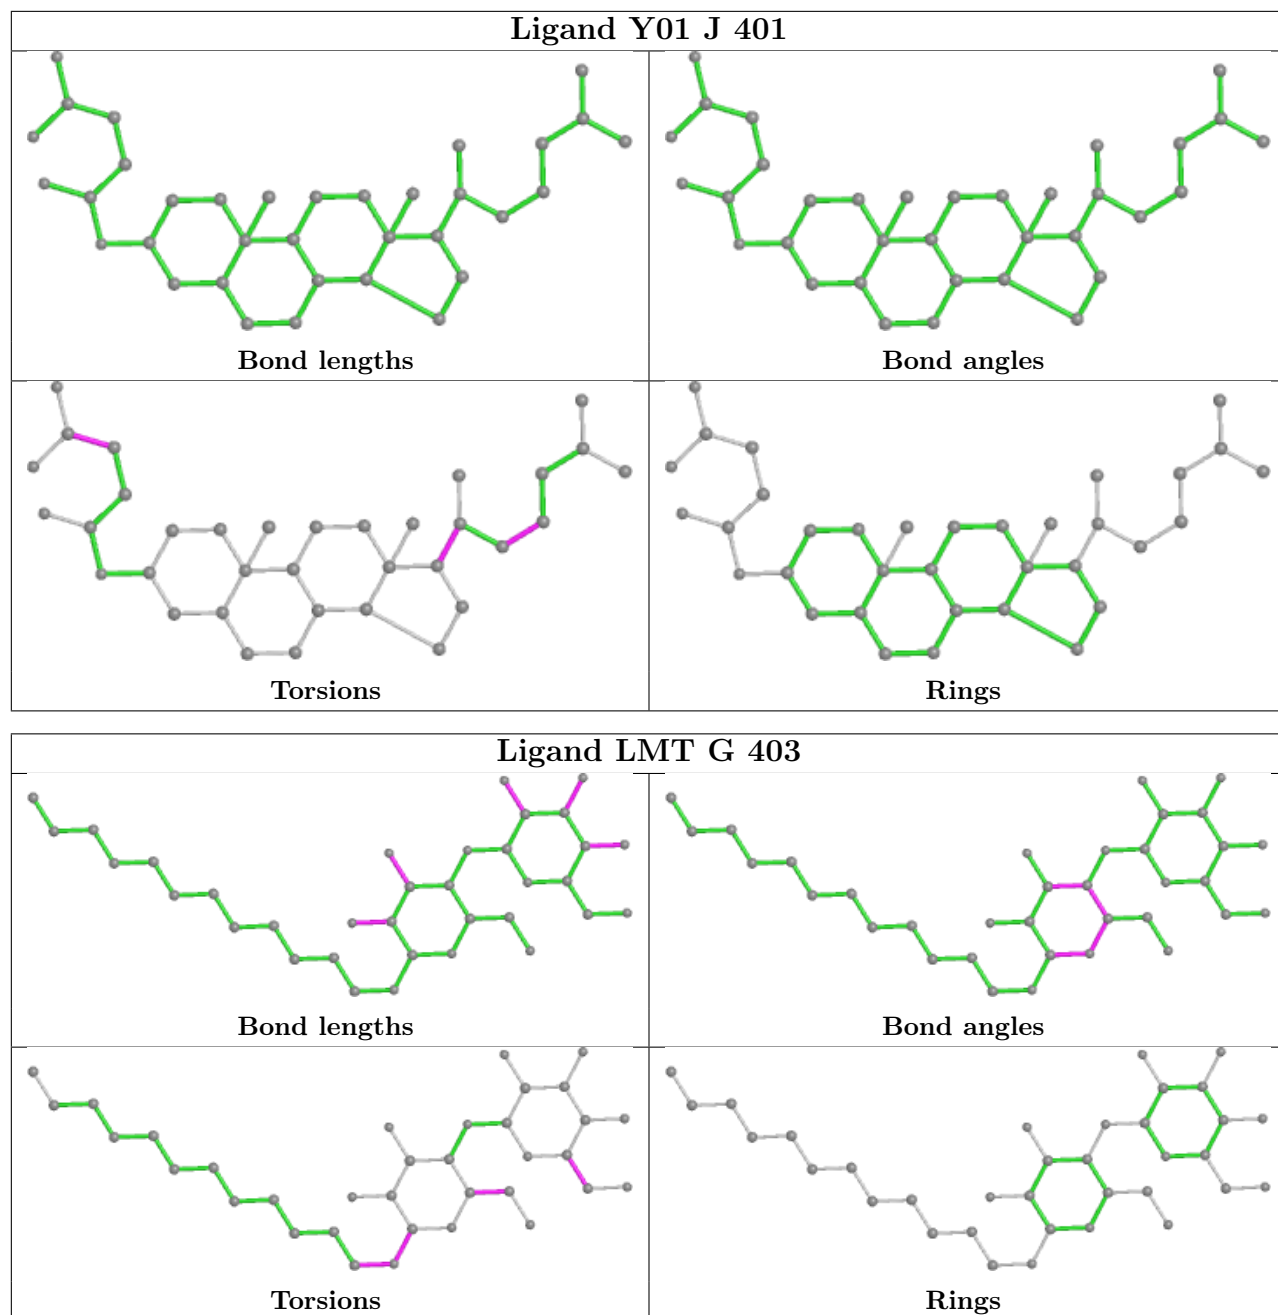 Ligand Y01 J 401
Bond lengths
Bond angles
Torsions
Rings
Ligand LMT G 403
Bond lengths
Bond angles
Torsions
Rings